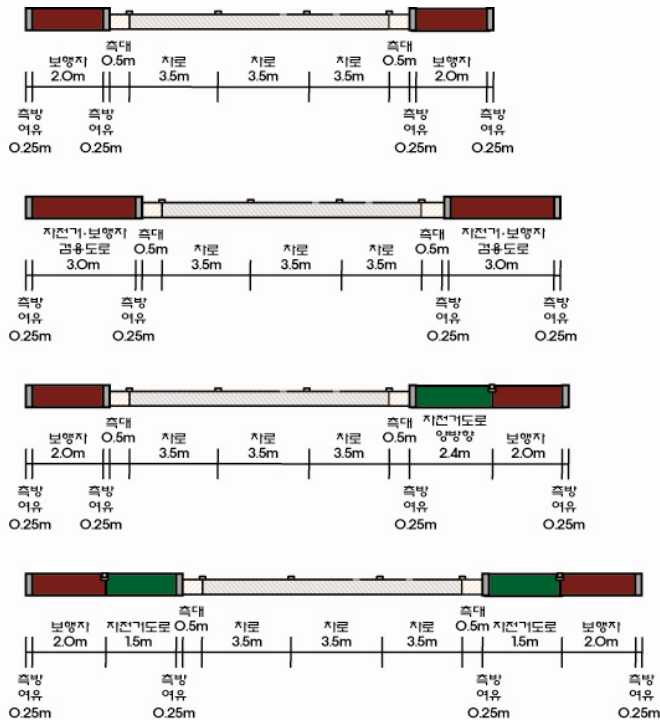 측대
보행자 0.5m 차로 차로 차로 0.5m 보행자
2.0m 3.5m 3.5m 3.5m 2.0m
측대
측방 측방 측방 측방
여유 여유 여유 여유
0.25m 0.25m 0.25m 0.25m
자전거·보행자 측대 측대 자전거·보행자
겸용도로 0.5m 차로 차로 차로 0.5m 겸용도로
3.0m 3.5m 3.5m 3.5m 3.0m
측방 측방 측방 측방
여유 여유 여유 여유
0.25m 0.25m 0.25m 0.25m
측대 측대 자전거도로
보행자 0.5m 차로 차로 차로 0.5m 양방향 보행자
2.0m 3.5m 3.5m 3.5m 2.4m 2.0m
측방 측방 측방 측방
여유 여유 여유 여유
0.25m 0.25m 0.25m 0.25m
측대 측대
보행자 자전거도로 0.5m 차로 차로 차로 0.5m 자전거도로 보행자
2.0m 1.5m 3.5m 3.5m 3.5m 1.5m 2.0m
측방 측방 측방 측방
여유 여유 여유 여유
0.25m 0.25m 0.25m 0.25m